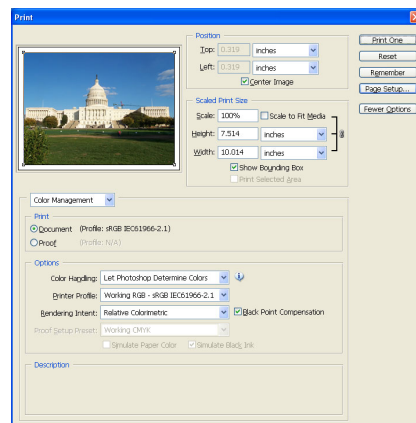 Print
Position
Top: 0.319 inches
Left: 0.319 inches
Center Image
Print One
Reset
Remember
Page Setup...
Fewer Options
Scaled Print Size
Scale: 100% Scale to Fit Media
Height: 7.514 inches
Width: 10.014 inches
Show Bounding Box
Print Selected Area
Color Management
Print
Document (Profile: sRGB IEC61966-2.1)
Proof (Profile: N/A)
Options
Color Handling: Let Photoshop Determine Colors
Printer Profile: Working RGB - sRGB IEC61966-2.1
Rendering Intent: Relative Colorimetric Black Point Compensation
Proof Setup Preset: Working CMYK
Simulate Paper Color Simulate Black Ink
Description